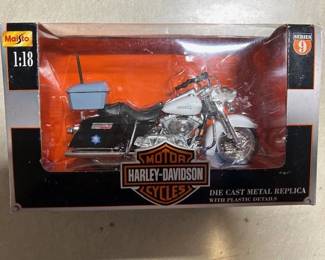 Maisto
SERIES
9
1:18
MOTOR
HARLEY-DAVIDSON
CYCLES
DIE CAST METAL REPLICA
WITH PLASTIC DETAILS